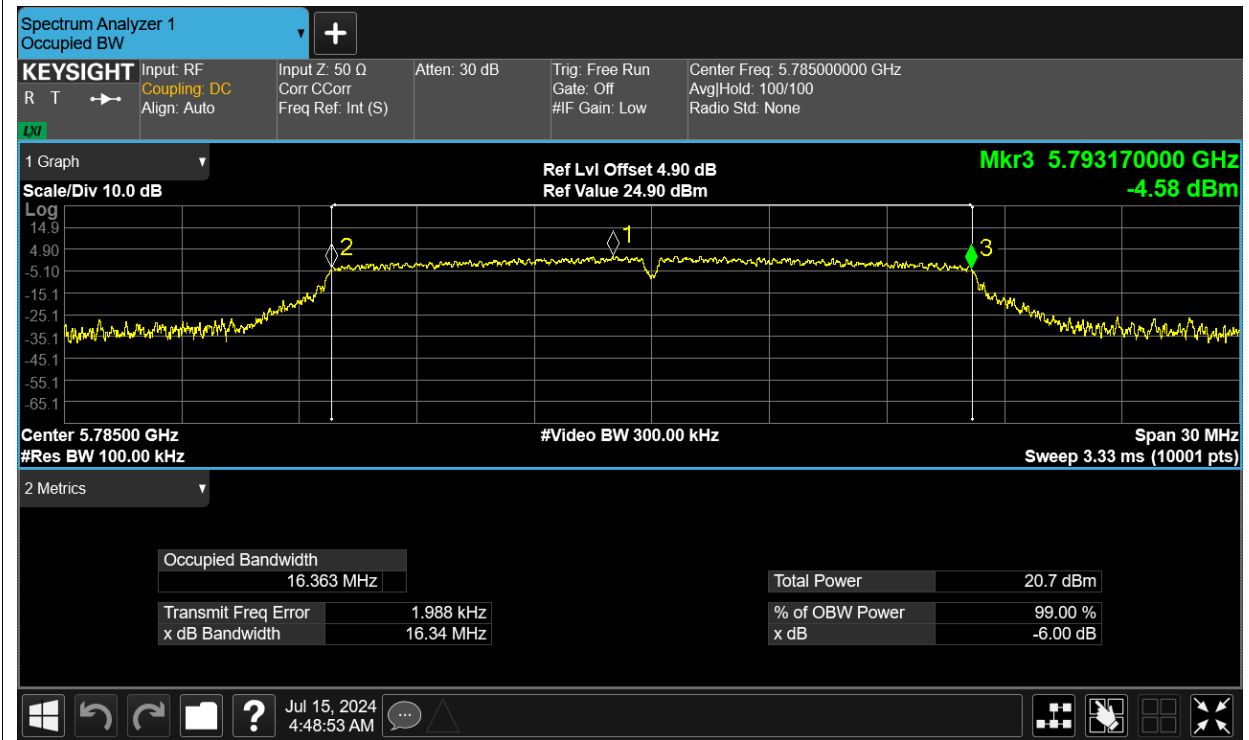 Spectrum Analyzer 1
Occupied BW
KEYSIGHT
R T
LXI
Input: RF
Coupling: DC
Align: Auto
Input Z: 50 Ω
Corr CCorr
Freq Ref: Int (S)
Atten: 30 dB
Trig: Free Run
Gate: Off
#IF Gain: Low
Center Freq: 5.785000000 GHz
Avg|Hold: 100/100
Radio Std: None
1 Graph
Scale/Div 10.0 dB
Ref Lvl Offset 4.90 dB
Ref Value 24.90 dBm
Mkr3 5.793170000 GHz
-4.58 dBm
Log
14.9
4.90
-5.10
-15.1
-25.1
-35.1
-45.1
-55.1
-65.1
2
1
3
Center 5.78500 GHz
#Res BW 100.00 kHz
#Video BW 300.00 kHz
Span 30 MHz
Sweep 3.33 ms (10001 pts)
2 Metrics
Occupied Bandwidth
16.363 MHz
Transmit Freq Error 1.988 kHz
x dB Bandwidth 16.34 MHz
Total Power 20.7 dBm
% of OBW Power 99.00 %
x dB -6.00 dB
?
Jul 15, 2024
4:48:53 AM